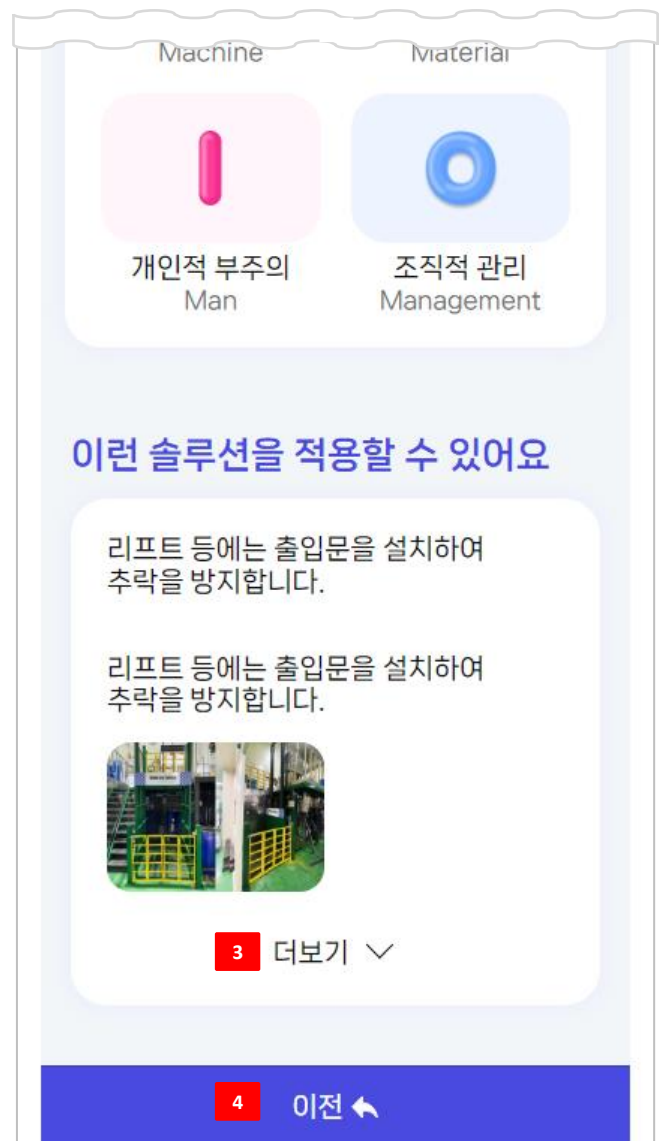 Machine
Material
개인적 부주의
Man
조직적 관리
Management
이런 솔루션을 적용할 수 있어요
리프트 등에는 출입문을 설치하여
추락을 방지합니다.
리프트 등에는 출입문을 설치하여
추락을 방지합니다.
3 더보기
4 이전